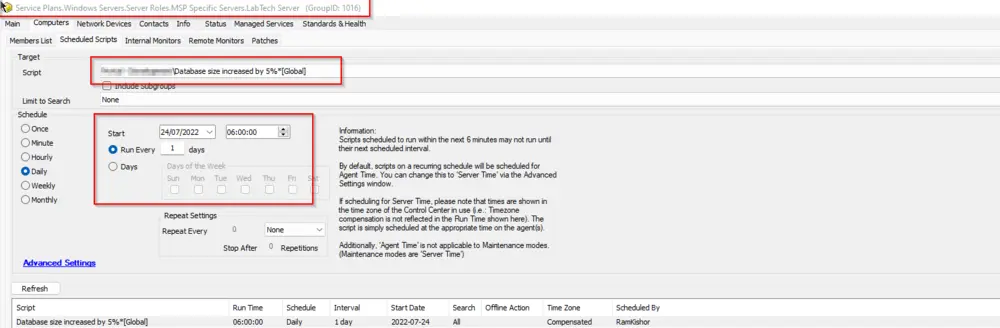 Service Plans.Windows Servers.Server Roles.MSP Specific Servers.LabTech Server (GroupID: 1016)
Main Computers Network Devices Contacts Info Status Managed Services Standards & Health
Members List Scheduled Scripts Internal Monitors Remote Monitors Patches
Target
Script \Database size increased by 5%*[Global]
Include Subgroups
Limit to Search None
Schedule
Once
Minute
Hourly
Daily
Weekly
Monthly
Start 24/07/2022 06:00:00
Run Every 1 days
Days Days of the Week
Sun Mon Tue Wed Thu Fri Sat
Repeat Settings
Repeat Every 0 None
Stop After 0 Repetitions
Information:
Scripts scheduled to run within the next 6 minutes may not run until
their next scheduled interval.
By default, scripts on a recurring schedule will be scheduled for
Agent Time. You can change this to 'Server Time' via the Advanced
Settings window.
If scheduling for Server Time, please note that times are shown in
the time zone of the Control Center in use (i.e.: Timezone
compensation is not reflected in the Run Time shown here). The
script is simply scheduled at the appropriate time on the agent(s).
Additionally, 'Agent Time' is not applicable to Maintenance modes.
(Maintenance modes are 'Server Time')
Advanced Settings
Refresh
Script Run Time Schedule Interval Start Date Search Offline Action Time Zone Scheduled By
Database size increased by 5%*[Global] 06:00:00 Daily 1 day 2022-07-24 All Compensated RamKishor